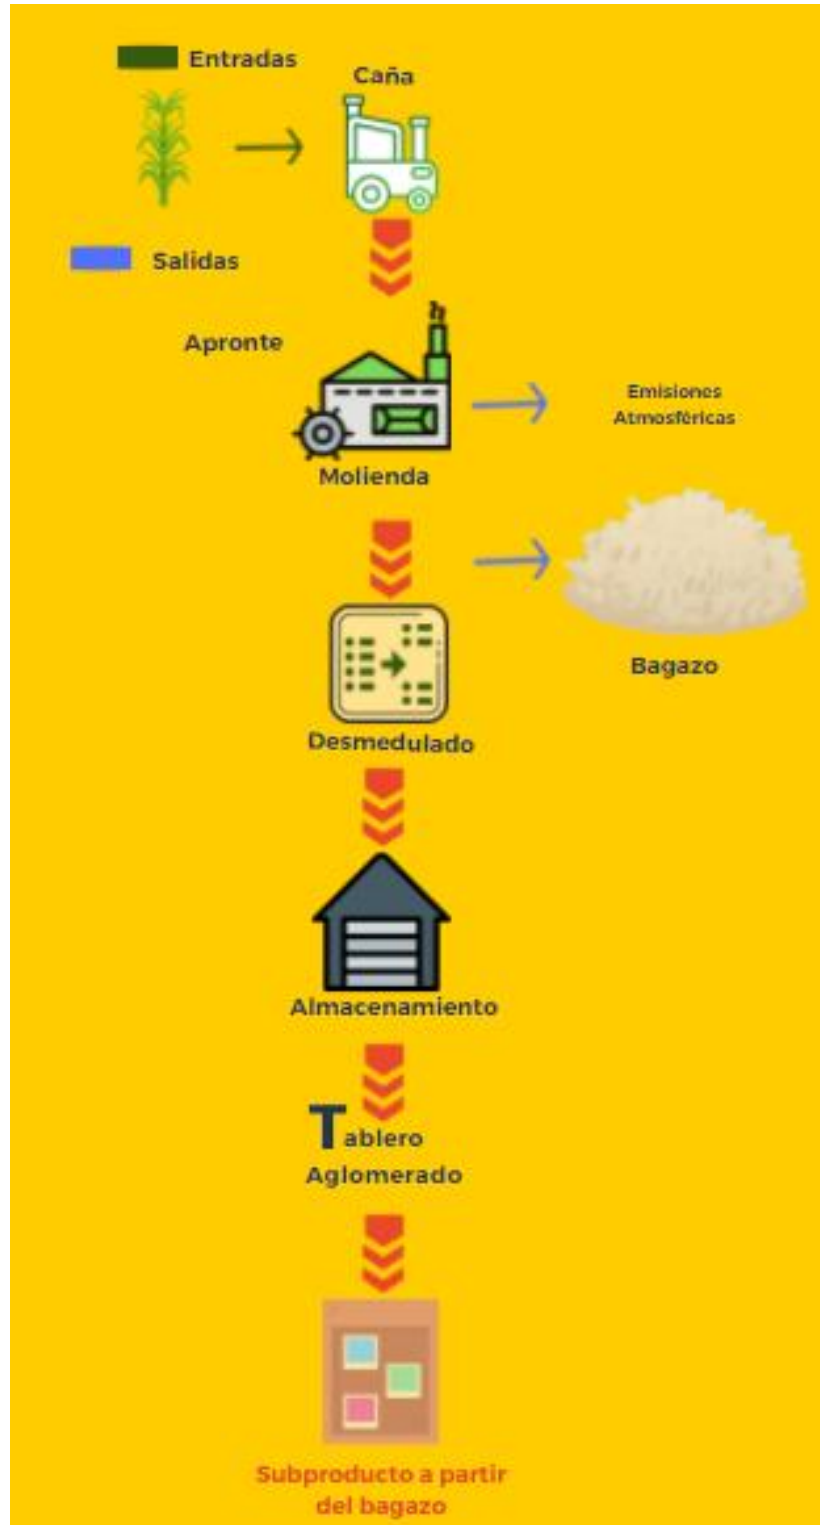 Entradas
Caña
Salidas
Apronte
Emisiones
Atmosféricas
Molienda
Bagazo
Desmedulado
Almacenamiento
Tablero
Aglomerado
Subproducto a partir
del bagazo